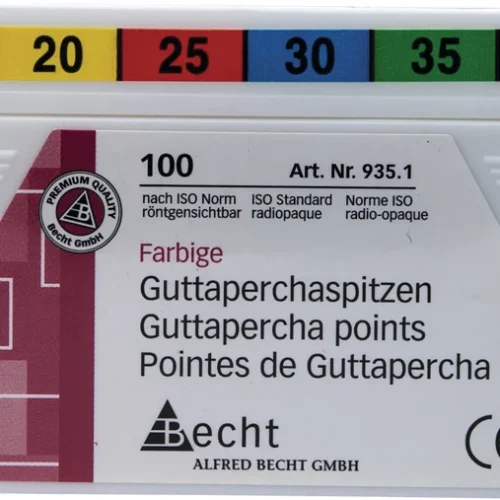 20 25 30 35
100 Art. Nr. 935.1
nach ISO Norm ISO Standard Norme ISO
röntgensichtbar radiopaque radio-opaque
PREMIUM QUALITY
B
Becht GmbH
Farbige
Guttaperchaspitzen
Guttapercha points
Pointes de Guttapercha
Becht
ALFRED BECHT GMBH
C